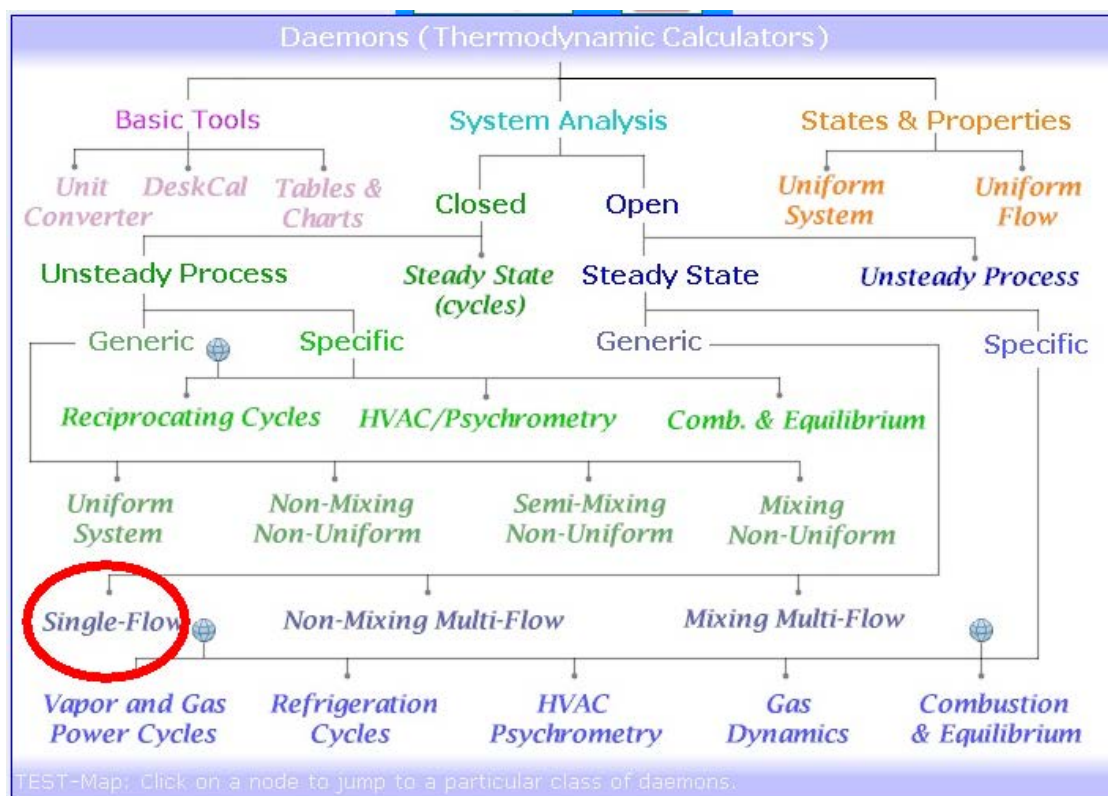 Daemons (Thermodynamic Calculators)
Basic Tools
System Analysis
States & Properties
Unit
Converter
DeskCal
Tables &
Charts
Closed
Open
Uniform
System
Uniform
Flow
Unsteady Process
Steady State
(cycles)
Steady State
Unsteady Process
Generic
Specific
Generic
Specific
Reciprocating Cycles
HVAC/Psychrometry
Comb. & Equilibrium
Uniform
System
Non-Mixing
Non-Uniform
Semi-Mixing
Non-Uniform
Mixing
Non-Uniform
Single-Flow
Non-Mixing Multi-Flow
Mixing Multi-Flow
Vapor and Gas
Power Cycles
Refrigeration
Cycles
HVAC
Psychrometry
Gas
Dynamics
Combustion
& Equilibrium
TEST-Map: Click on a node to jump to a particular class of daemons.